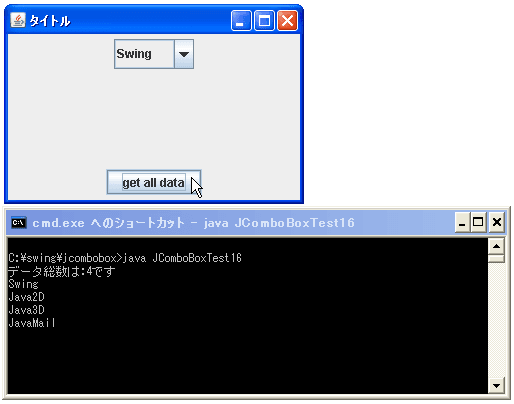 タイトル
Swing
get all data
cmd.exe へのショートカット - java JComboBoxTest16
C:¥swing¥jcombobox>java JComboBoxTest16
データ総数は:4です
Swing
Java2D
Java3D
JavaMail